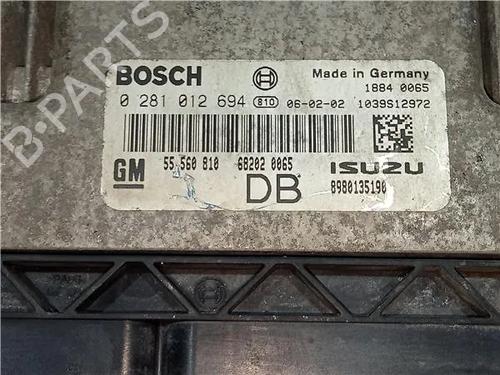 B-PARTS
BOSCH Made in Germany
1884 0065
0 281 012 694 810 06-02-02 1039S12972
GM 55 560 810 68202 0065 ISUZU
DB 8980135190